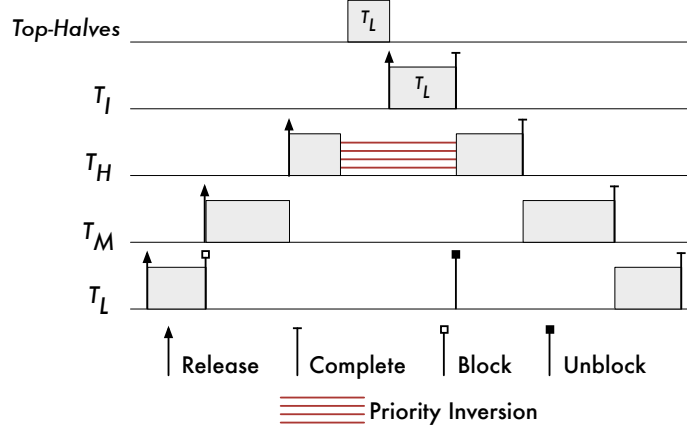 Top-Halves
T_L
T_I
T_L
T_H
T_M
T_L
Release
Complete
Block
Unblock
Priority Inversion